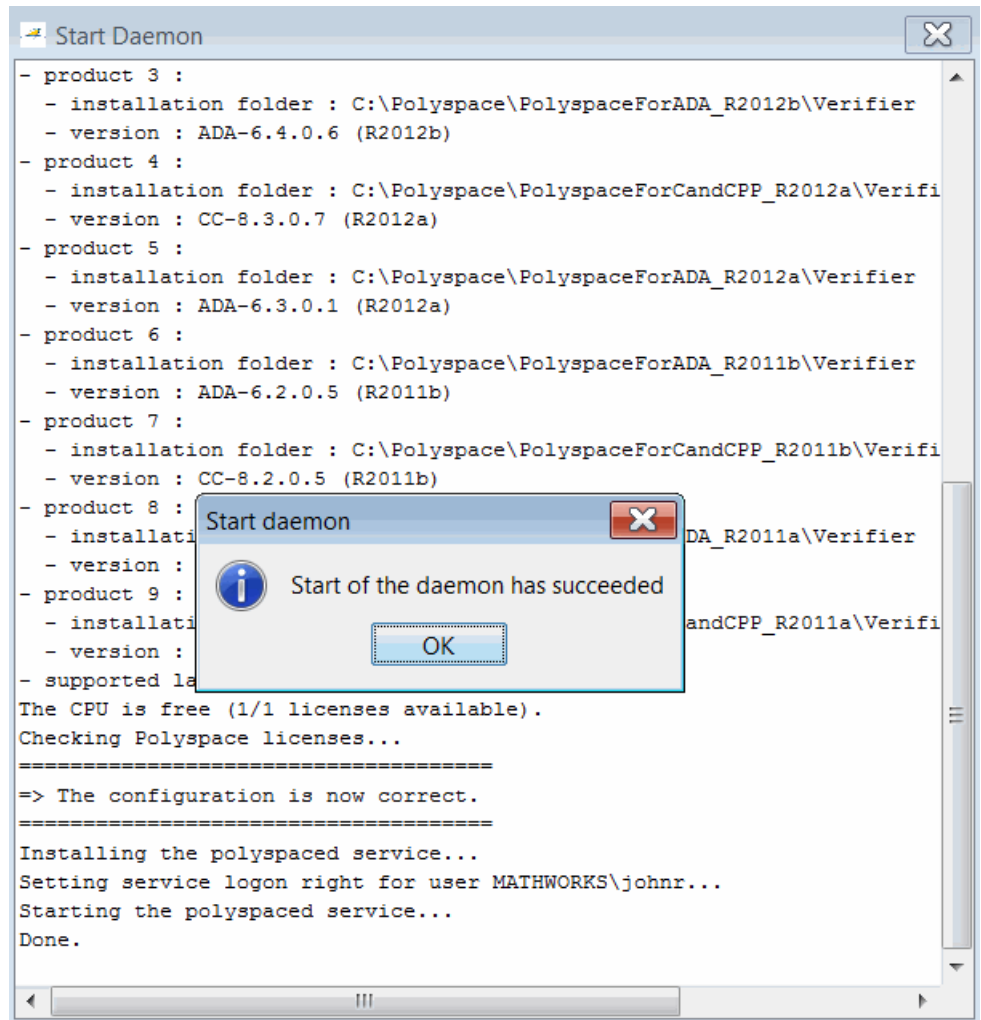 Start Daemon
- product 3 :
- installation folder : C:\Polyspace\PolyspaceForADA_R2012b\Verifier
- version : ADA-6.4.0.6 (R2012b)
- product 4 :
- installation folder : C:\Polyspace\PolyspaceForCandCPP_R2012a\Verifi
- version : CC-8.3.0.7 (R2012a)
- product 5 :
- installation folder : C:\Polyspace\PolyspaceForADA_R2012a\Verifier
- version : ADA-6.3.0.1 (R2012a)
- product 6 :
- installation folder : C:\Polyspace\PolyspaceForADA_R2011b\Verifier
- version : ADA-6.2.0.5 (R2011b)
- product 7 :
- installation folder : C:\Polyspace\PolyspaceForCandCPP_R2011b\Verifi
- version : CC-8.2.0.5 (R2011b)
- product 8 :
- installati DA_R2011a\Verifier
- version :
- product 9 :
- installati andCPP_R2011a\Verifi
- version :
- supported la
Start daemon
Start of the daemon has succeeded
OK
The CPU is free (1/1 licenses available).
Checking Polyspace licenses...
=====================================
=> The configuration is now correct.
=====================================
Installing the polyspaced service...
Setting service logon right for user MATHWORKS\johnr...
Starting the polyspaced service...
Done.